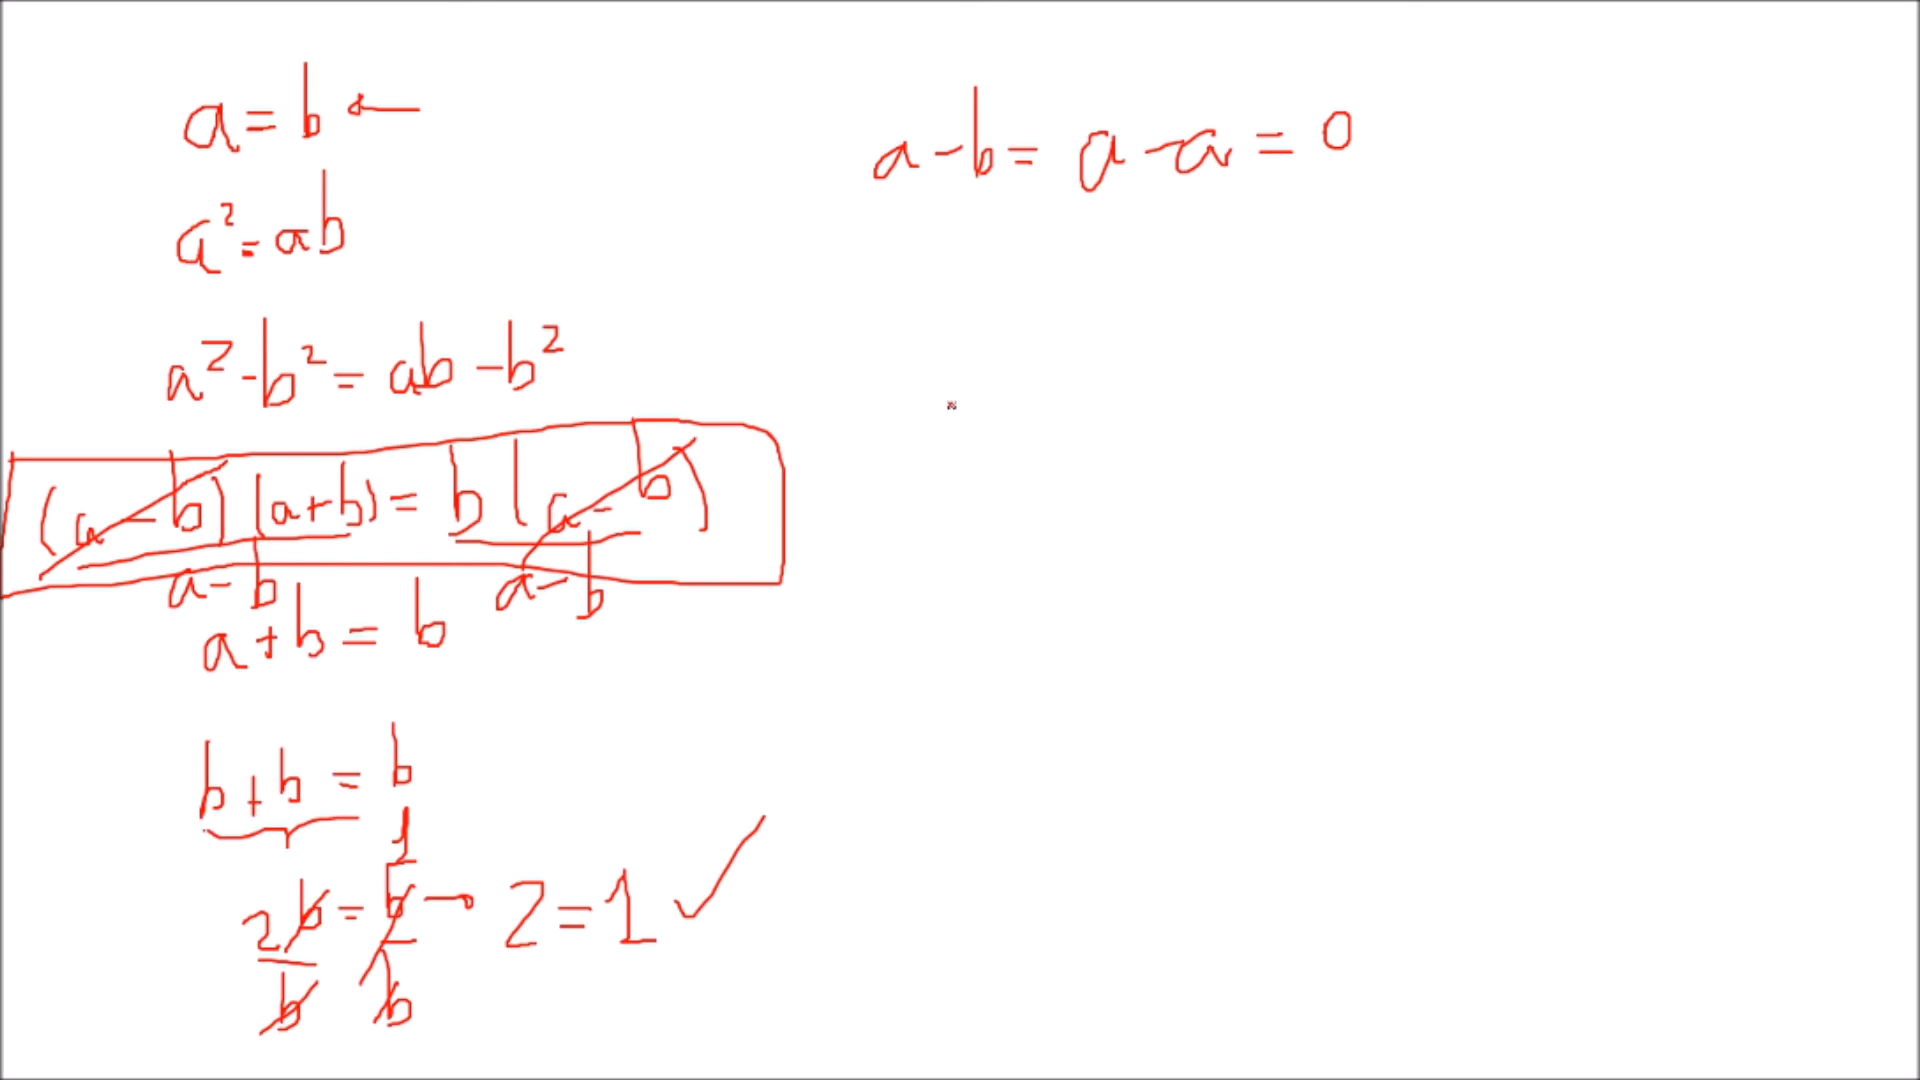 a = b ←
a² = ab
a² - b² = ab - b²
(a - b) (a + b) = b (a - b)
a - b a - b
a + b = b
b + b = b
1
2b = b → 2 = 1 ✓
b b
a - b = a - a = 0